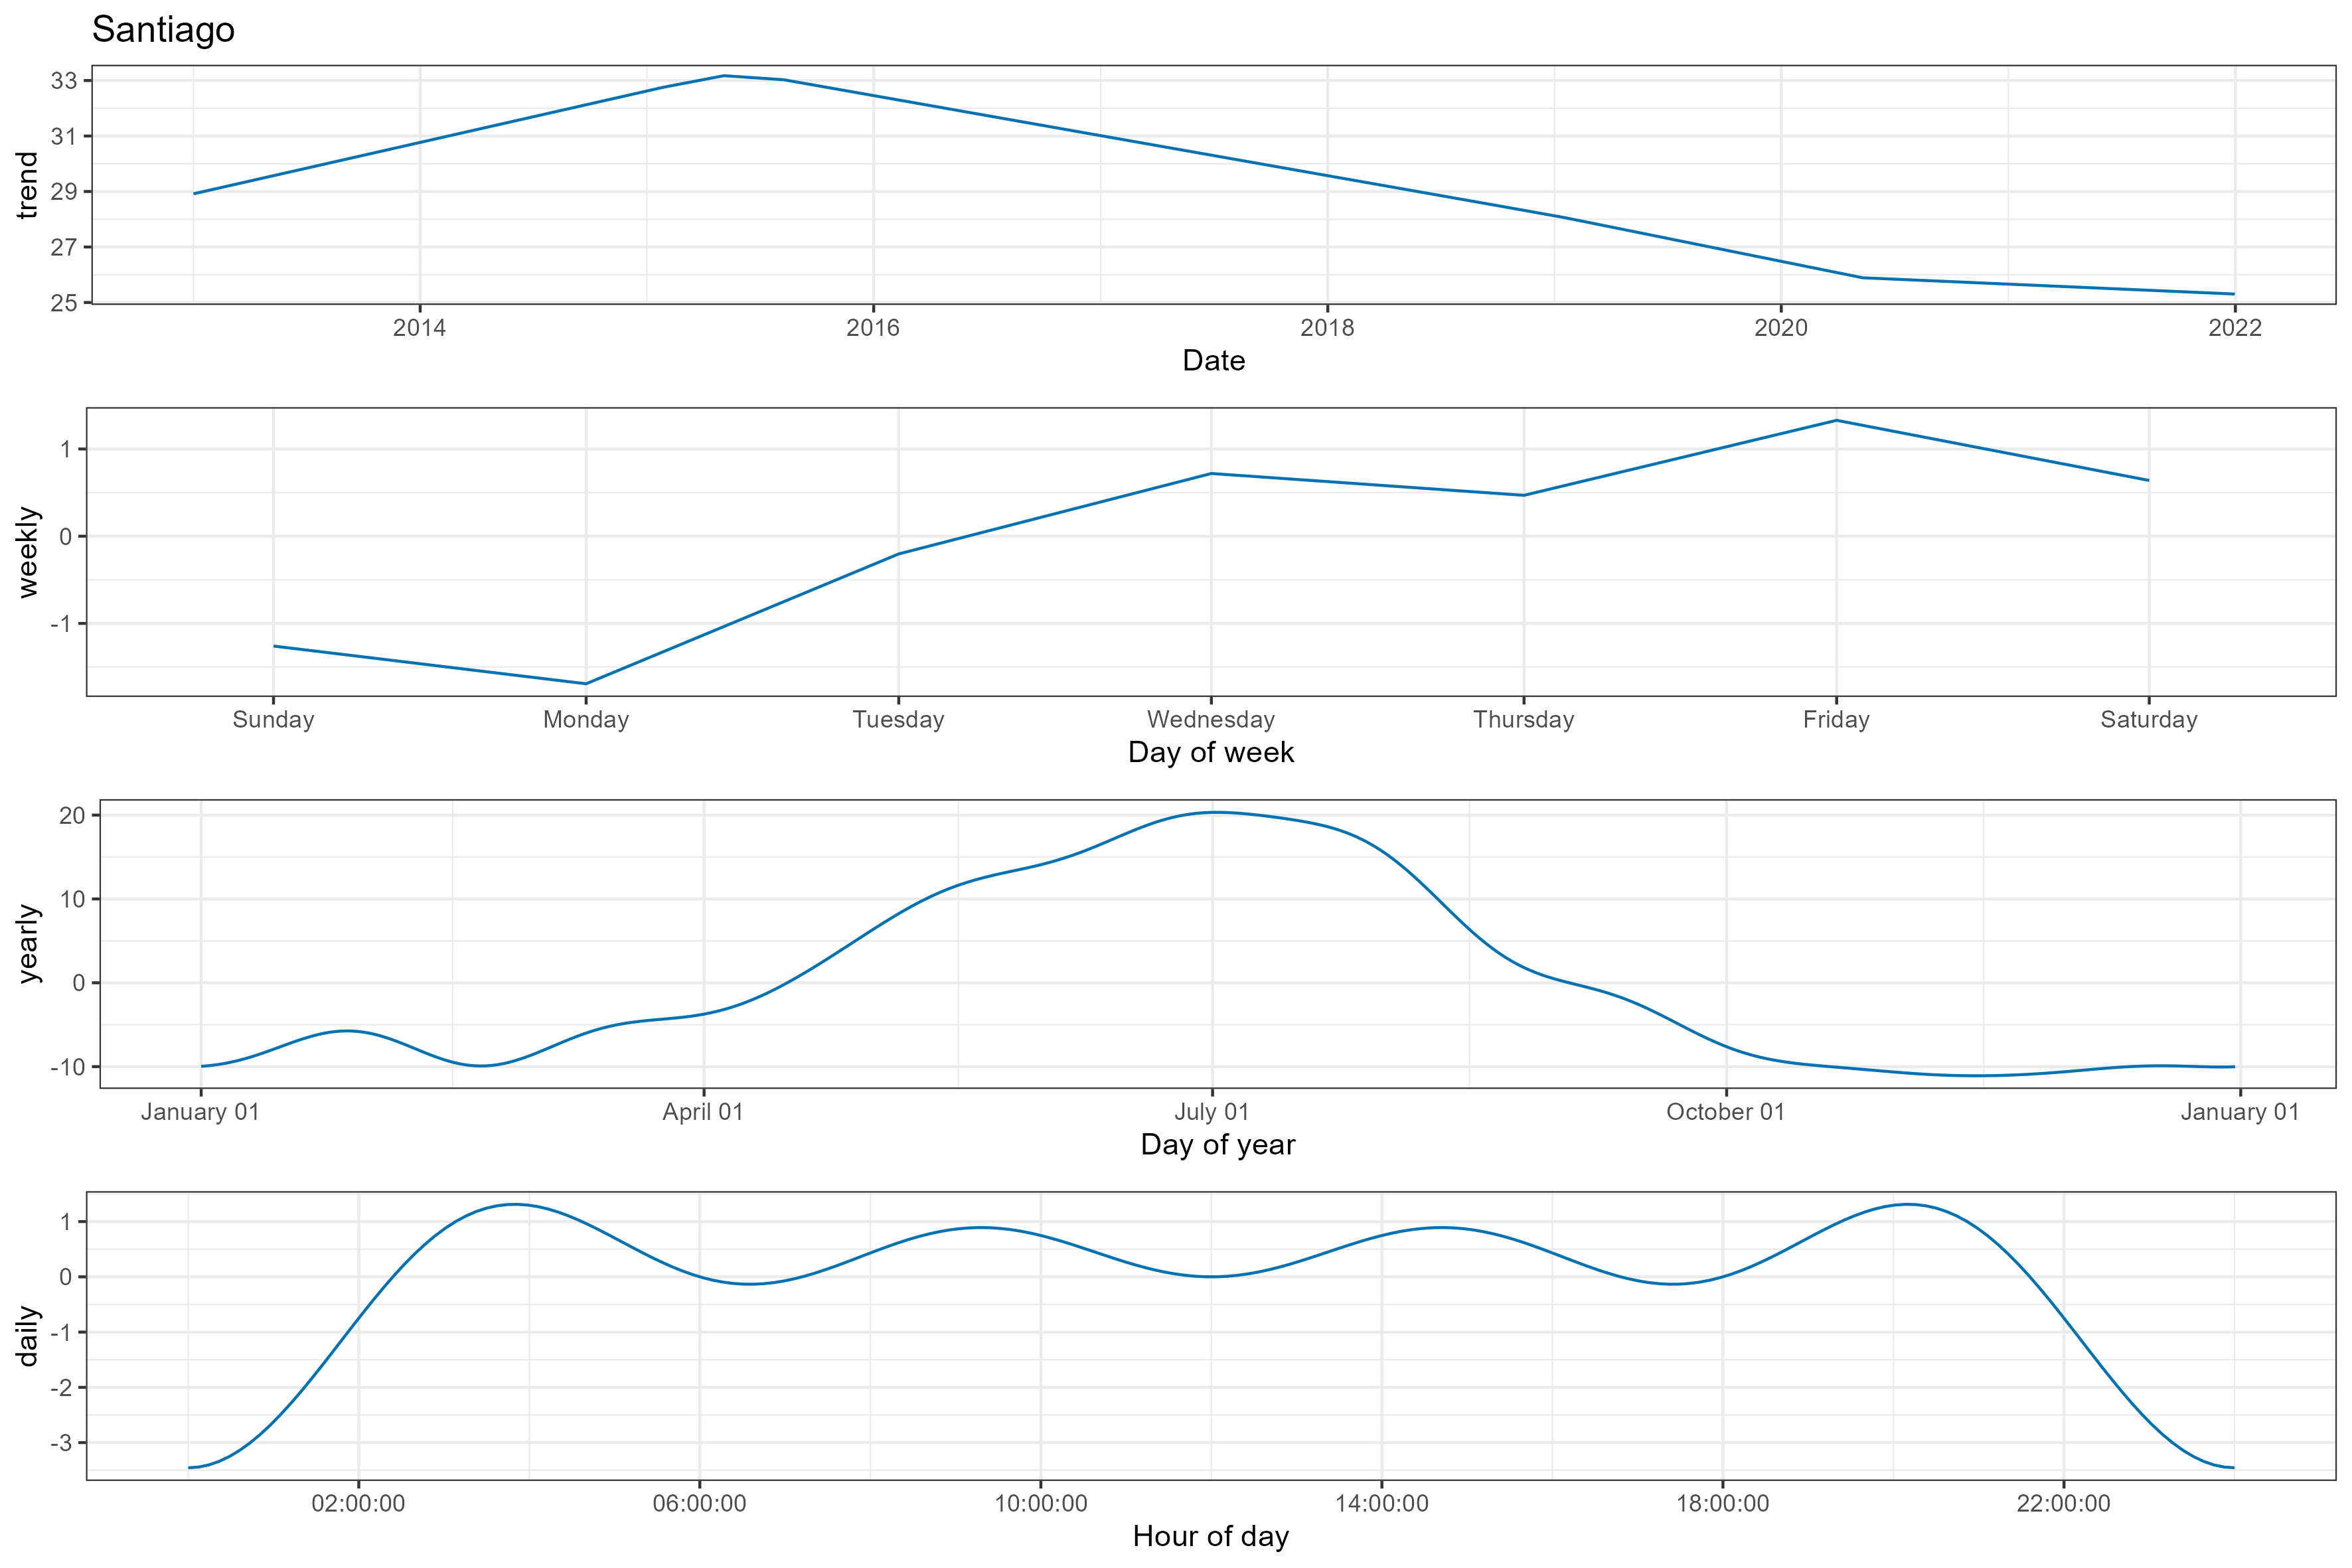 Santiago
33
31
29
27
25
trend
2014 2016 2018 2020 2022
Date
1
0
-1
weekly
Sunday Monday Tuesday Wednesday Thursday Friday Saturday
Day of week
20
10
0
-10
yearly
January 01 April 01 July 01 October 01 January 01
Day of year
1
0
-1
-2
-3
daily
02:00:00 06:00:00 10:00:00 14:00:00 18:00:00 22:00:00
Hour of day